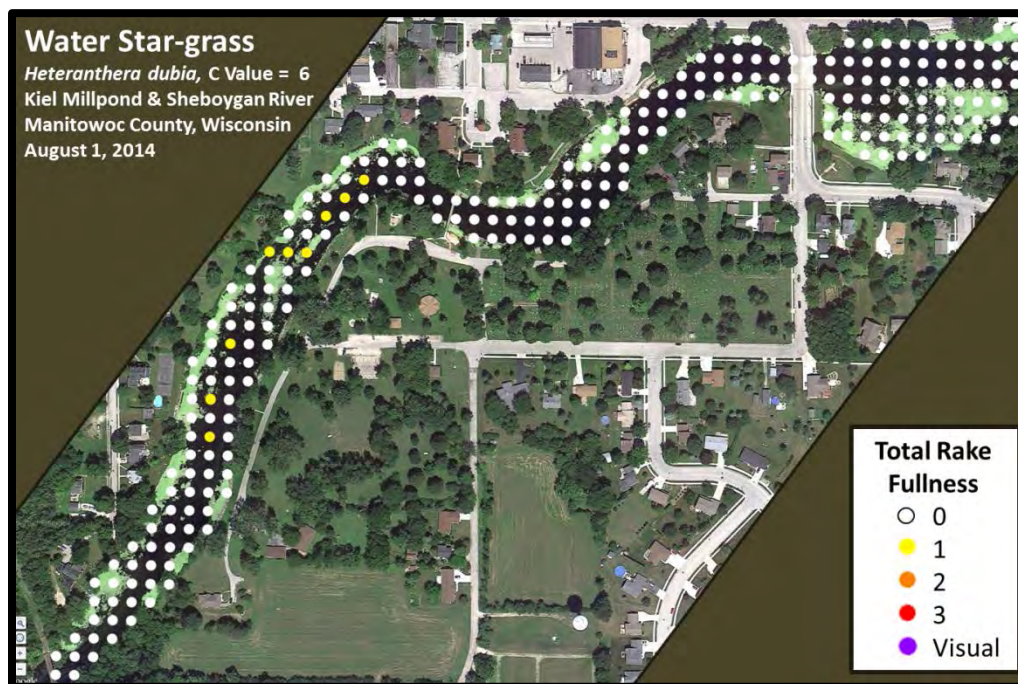 Water Star-grass
Heteranthera dubia, C Value = 6
Kiel Millpond & Sheboygan River
Manitowoc County, Wisconsin
August 1, 2014
Total Rake
Fullness
0
1
2
3
Visual